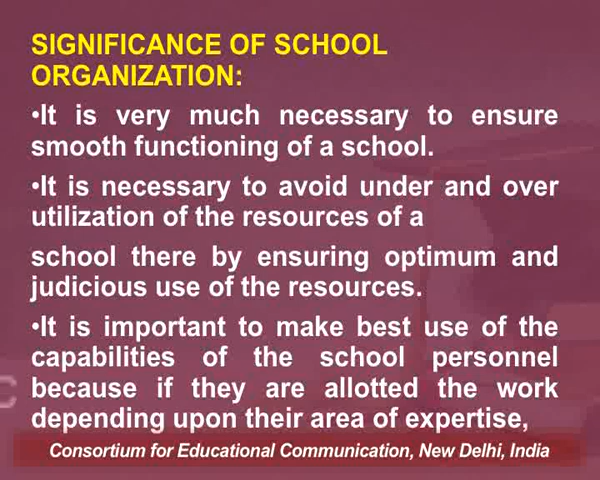 SIGNIFICANCE OF SCHOOL
ORGANIZATION:
•It is very much necessary to ensure
smooth functioning of a school.
•It is necessary to avoid under and over
utilization of the resources of a
school there by ensuring optimum and
judicious use of the resources.
•It is important to make best use of the
capabilities of the school personnel
because if they are allotted the work
depending upon their area of expertise,
Consortium for Educational Communication, New Delhi, India